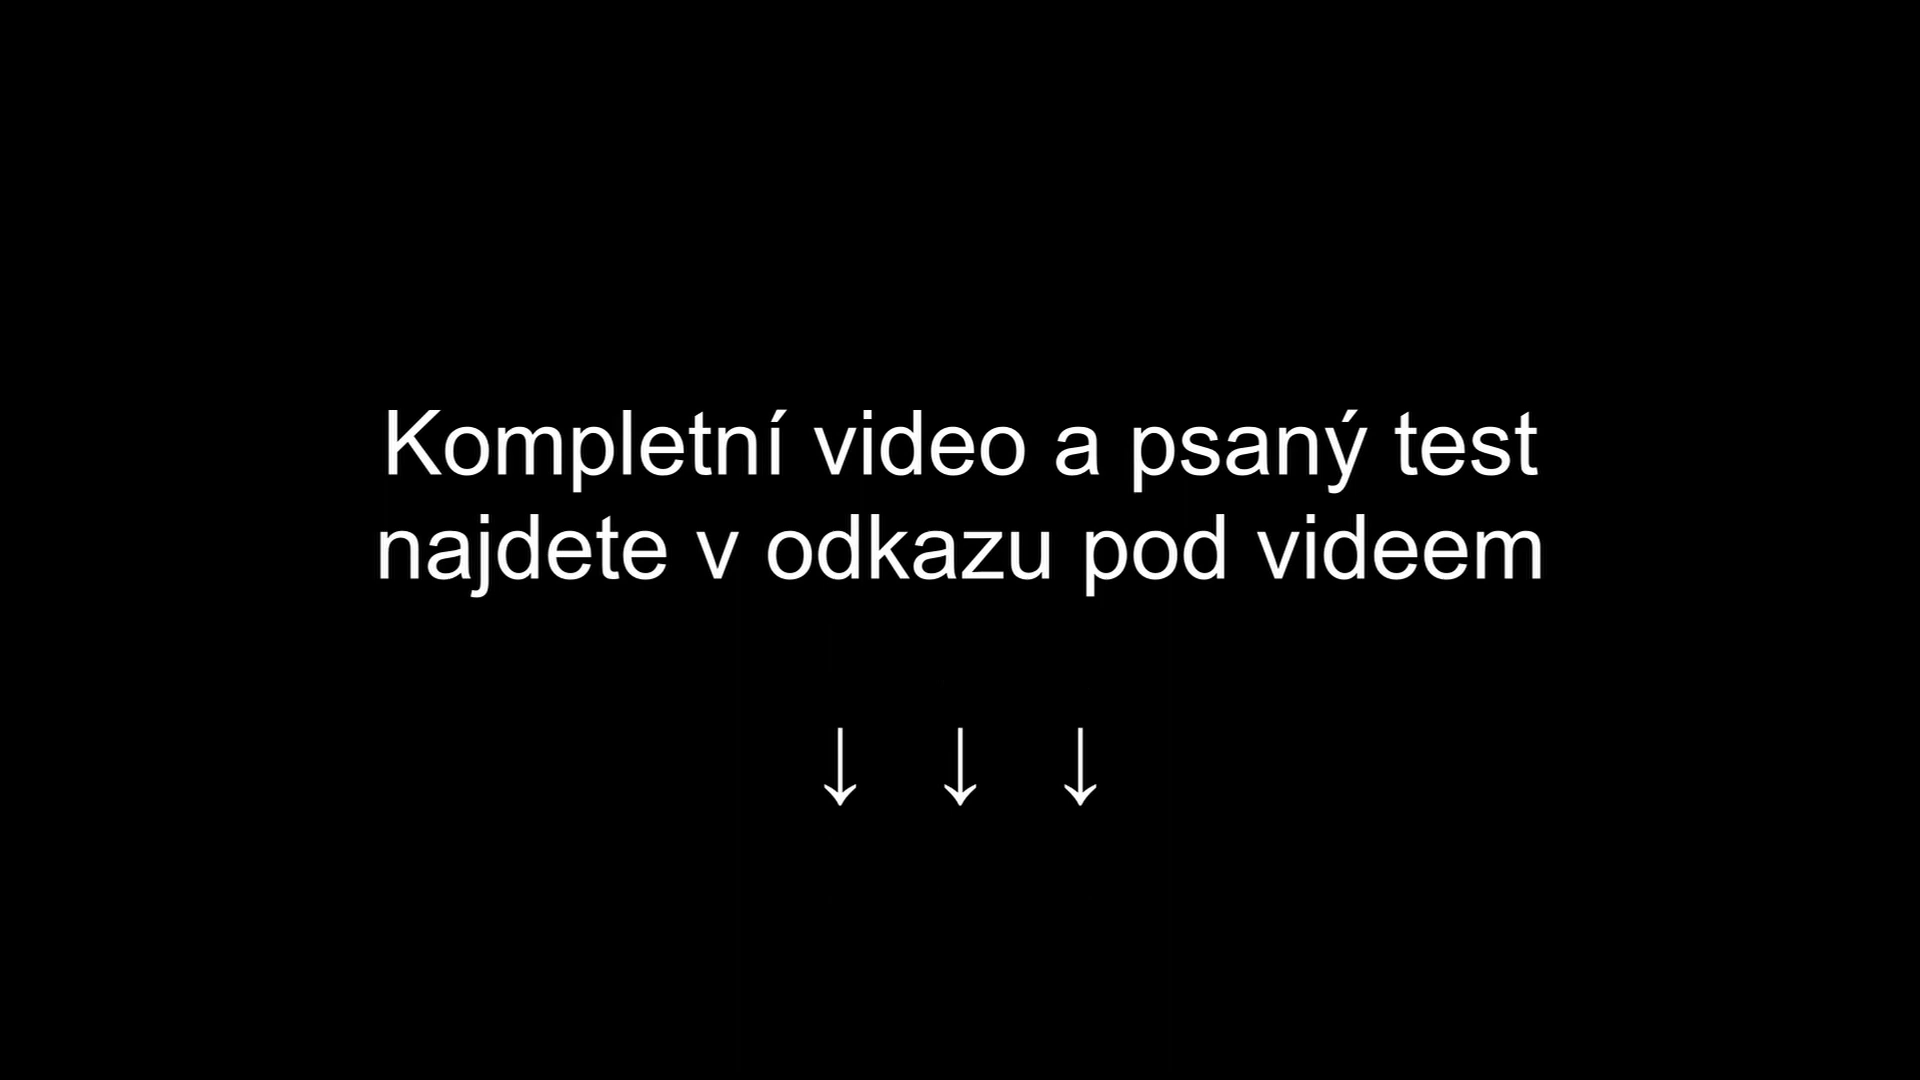 Kompletní video a psaný test
najdete v odkazu pod videem
↓ ↓ ↓